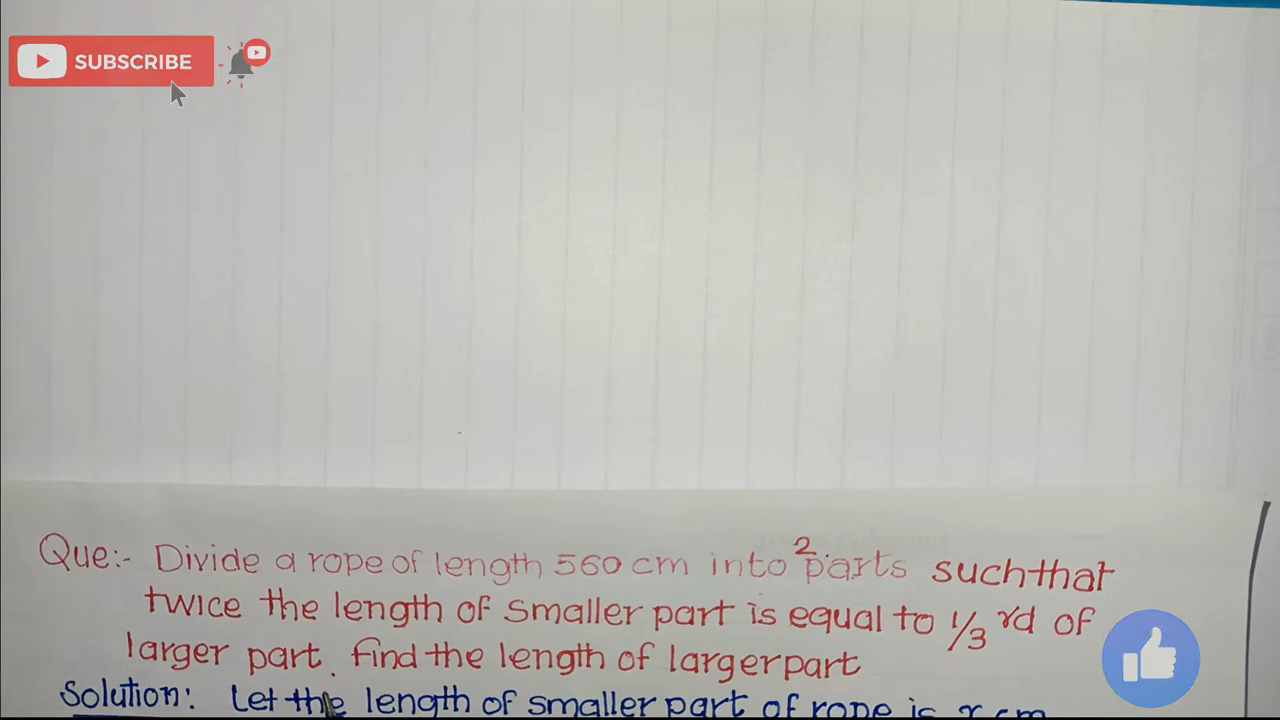 SUBSCRIBE
Que:- Divide a rope of length 560 cm into 2 parts such that
twice the length of smaller part is equal to 1/3 rd of
larger part. find the length of larger part
Solution: Let the length of smaller part of rope is x cm